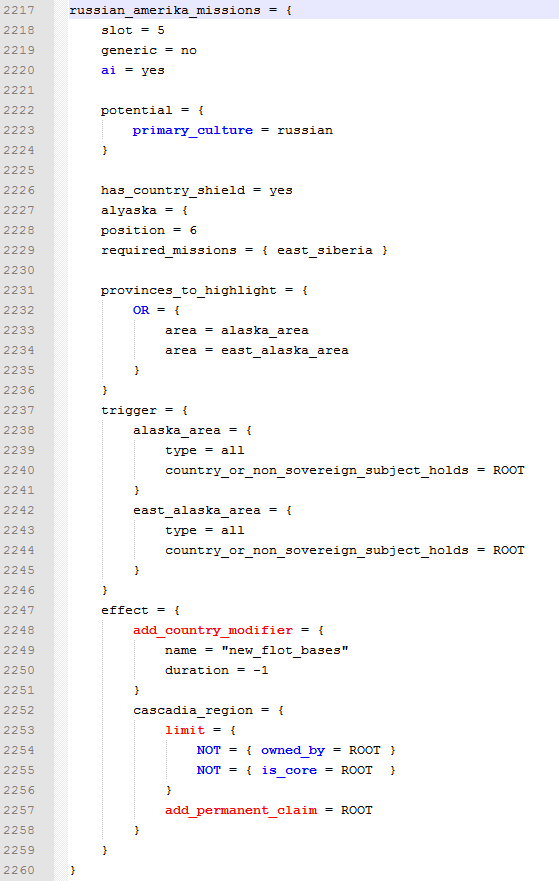 2217 russian_amerika_missions = {
2218 slot = 5
2219 generic = no
2220 ai = yes
2221
2222 potential = {
2223 primary_culture = russian
2224 }
2225
2226 has_country_shield = yes
2227 alyaska = {
2228 position = 6
2229 required_missions = { east_siberia }
2230
2231 provinces_to_highlight = {
2232 OR = {
2233 area = alaska_area
2234 area = east_alaska_area
2235 }
2236 }
2237 trigger = {
2238 alaska_area = {
2239 type = all
2240 country_or_non_sovereign_subject_holds = ROOT
2241 }
2242 east_alaska_area = {
2243 type = all
2244 country_or_non_sovereign_subject_holds = ROOT
2245 }
2246 }
2247 effect = {
2248 add_country_modifier = {
2249 name = "new_flot_bases"
2250 duration = -1
2251 }
2252 cascadia_region = {
2253 limit = {
2254 NOT = { owned_by = ROOT }
2255 NOT = { is_core = ROOT }
2256 }
2257 add_permanent_claim = ROOT
2258 }
2259 }
2260 }